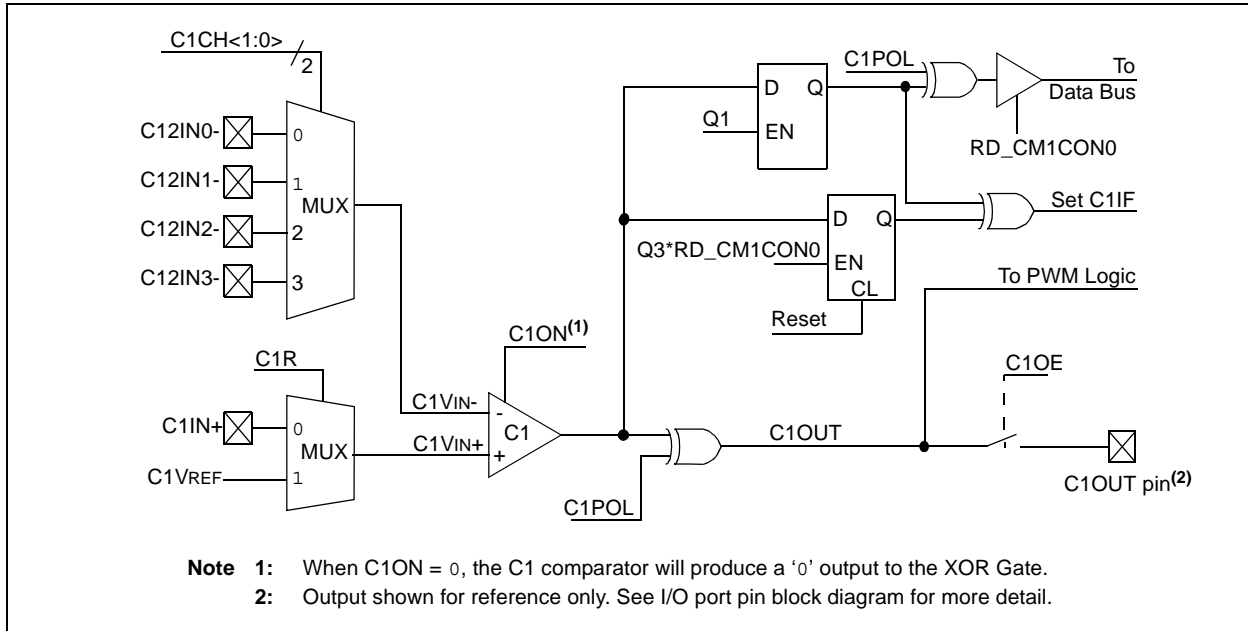 C1CH<1:0>
2
C12IN0-
0
C12IN1-
1
MUX
C12IN2-
2
C12IN3-
3
C1R
C1IN+
0
MUX
C1VREF
1
C1ON(1)
C1VIN-
-
C1
C1VIN+
+
C1POL
C1OUT
D Q
Q1
EN
C1POL
To
Data Bus
RD_CM1CON0
D Q
Q3*RD_CM1CON0
EN
CL
Reset
Set C1IF
To PWM Logic
C1OE
C1OUT pin(2)
Note 1: When C1ON = 0, the C1 comparator will produce a ‘0’ output to the XOR Gate.
2: Output shown for reference only. See I/O port pin block diagram for more detail.